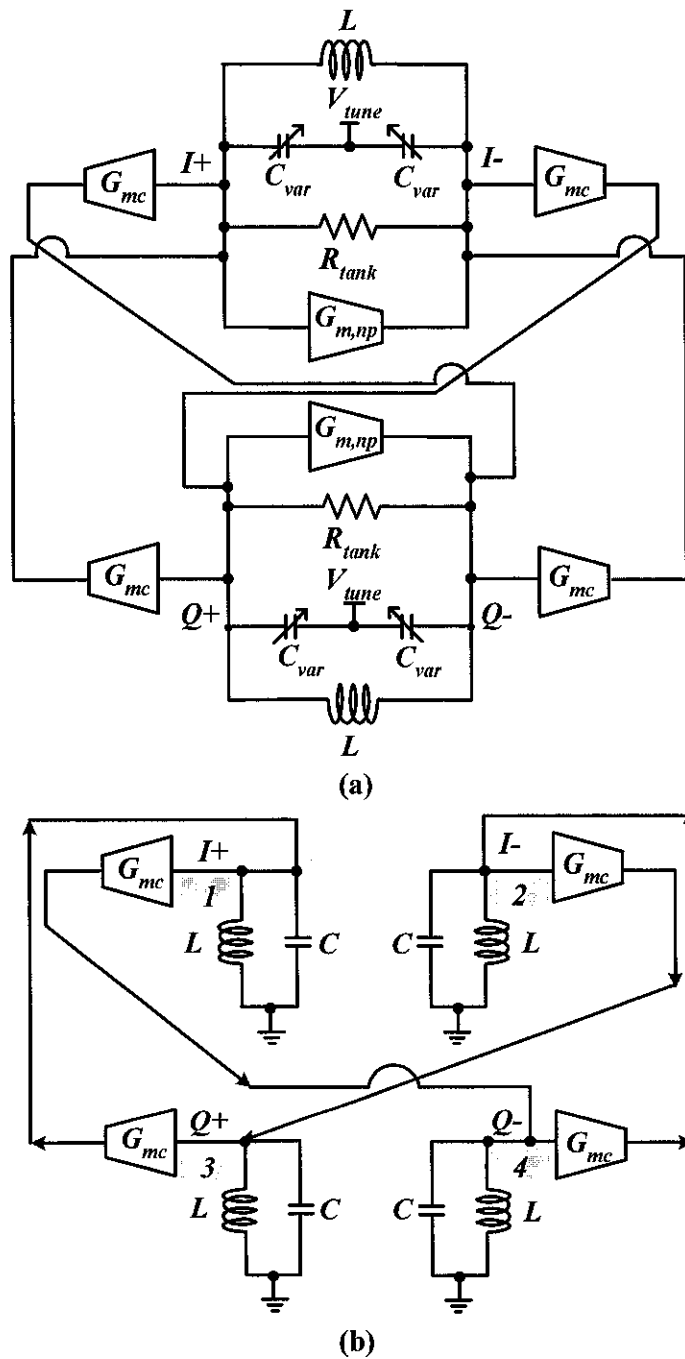 L
V_tune
I+ I-
G_mc C_var C_var G_mc
R_tank
G_m,np
G_m,np
R_tank
G_mc V_tune G_mc
Q+ Q-
C_var C_var
L
(a)
I+ I-
G_mc 1 2 G_mc
L C C L
Q+ Q-
G_mc 3 4 G_mc
L C C L
(b)